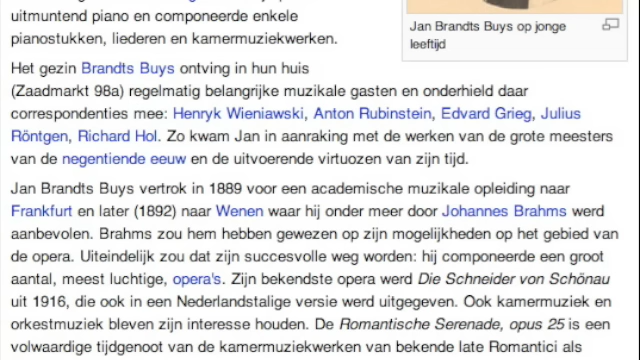 uitmuntend piano en componeerde enkele
pianostukken, liederen en kamermuziekwerken.
Jan Brandts Buys op jonge
leeftijd
Het gezin Brandts Buys ontving in hun huis
(Zaadmarkt 98a) regelmatig belangrijke muzikale gasten en onderhield daar
correspondenties mee: Henryk Wieniawski, Anton Rubinstein, Edvard Grieg, Julius
Röntgen, Richard Hol. Zo kwam Jan in aanraking met de werken van de grote meesters
van de negentiende eeuw en de uitvoerende virtuozen van zijn tijd.
Jan Brandts Buys vertrok in 1889 voor een academische muzikale opleiding naar
Frankfurt en later (1892) naar Wenen waar hij onder meer door Johannes Brahms werd
aanbevolen. Brahms zou hem hebben gewezen op zijn mogelijkheden op het gebied van
de opera. Uiteindelijk zou dat zijn succesvolle weg worden: hij componeerde een groot
aantal, meest luchtige, opera's. Zijn bekendste opera werd Die Schneider von Schönau
uit 1916, die ook in een Nederlandstalige versie werd uitgegeven. Ook kamermuziek en
orkestmuziek bleven zijn interesse houden. De Romantische Serenade, opus 25 is een
volwaardige tijdgenoot van de kamermuziekwerken van bekende late Romantici als